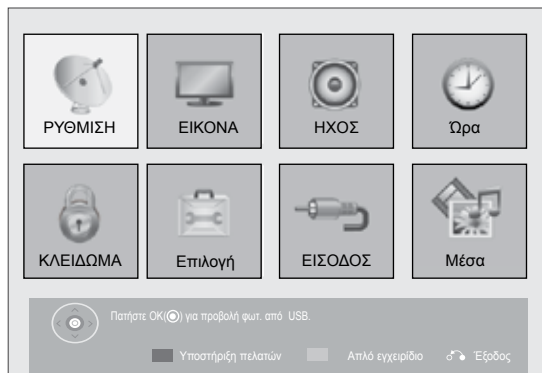 ΡΥΘΜΙΣΗ ΕΙΚΟΝΑ ΗΧΟΣ Ώρα
ΚΛΕΙΔΩΜΑ Επιλογή ΕΙΣΟΔΟΣ Μέσα
Πατήστε ΟΚ(◉) για προβολή φωτ. από USB.
Υποστήριξη πελατών Απλό εγχειρίδιο Έξοδος